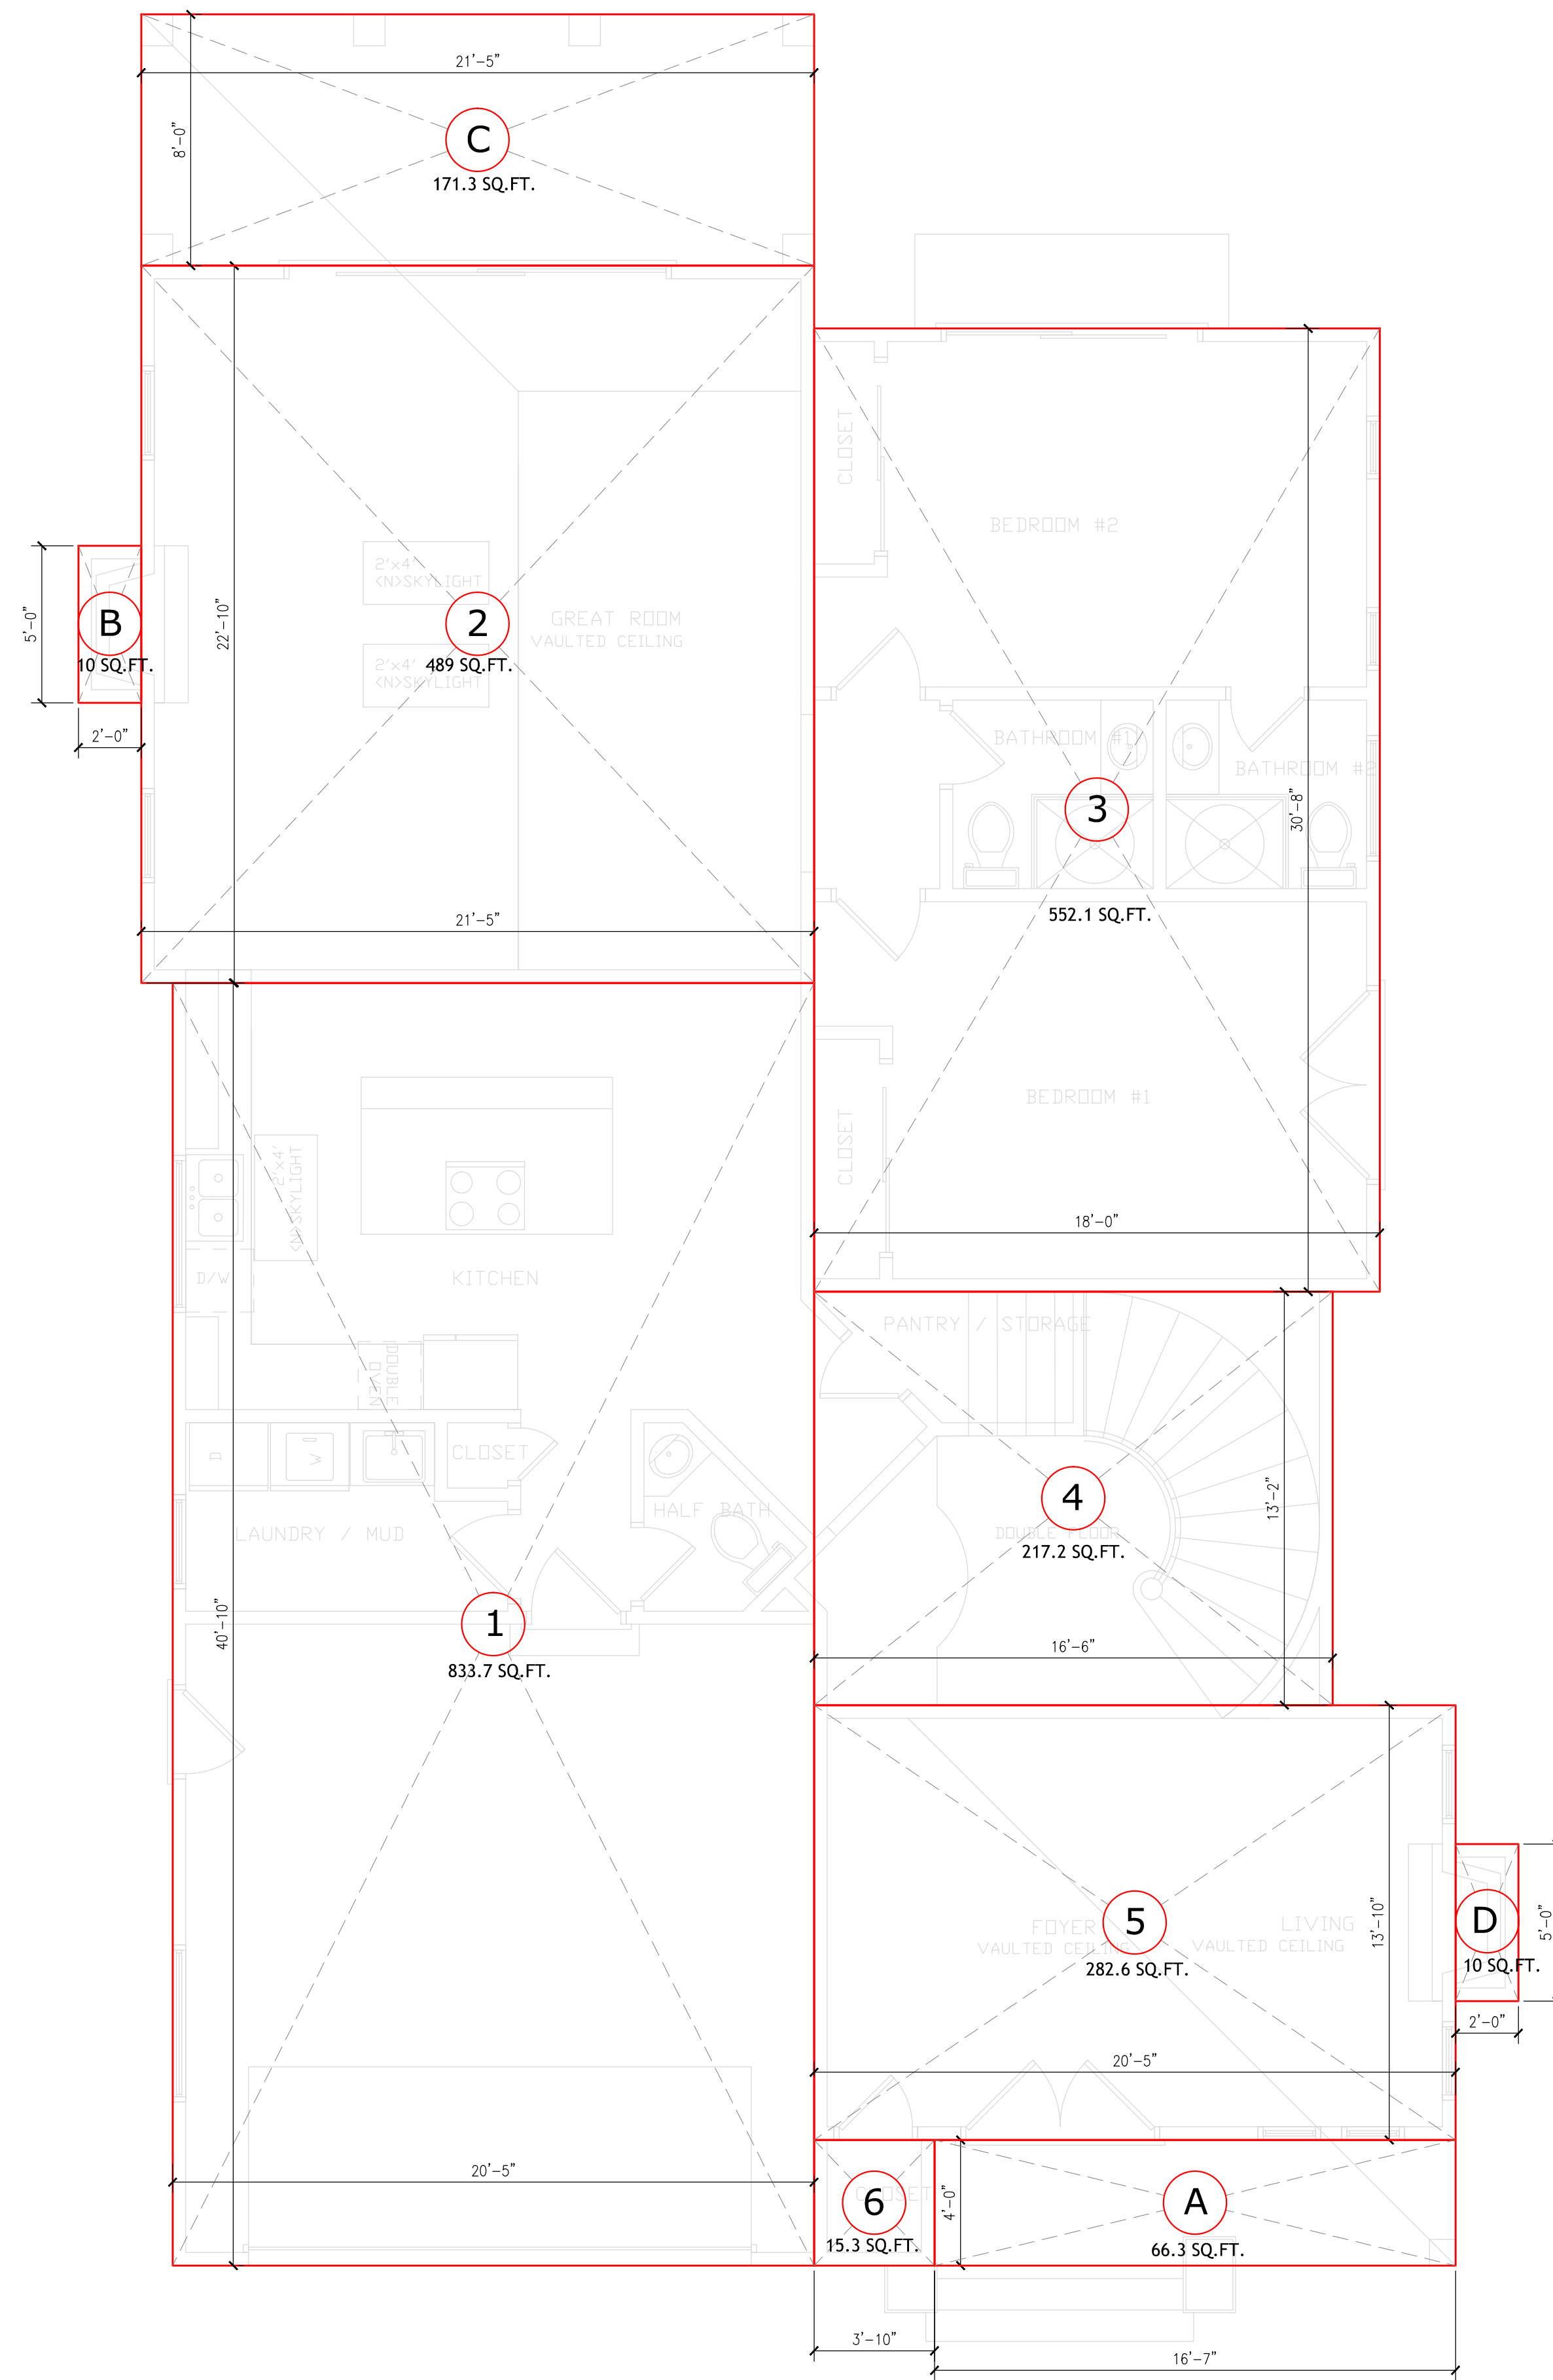 21'-5"
8'-0"
C
171.3 SQ.FT.
CLOSET
BEDROOM #2
2'x4'
<N>SKYLIGHT
GREAT ROOM
VAULTED CEILING
5'-0"
B
10 SQ.FT.
22'-10"
2
2'x4'
<N>SKYLIGHT
489 SQ.FT.
2'-0"
BATHROOM #1
BATHROOM #2
3
30'-8"
552.1 SQ.FT.
21'-5"
BEDROOM #1
CLOSET
2'x4'
<N>SKYLIGHT
18'-0"
D/W
KITCHEN
PANTRY / STORAGE
DOUBLE
OVEN
D
W
CLOSET
HALF BATH
LAUNDRY / MUD
4
13'-2"
DOUBLE FLOOR
217.2 SQ.FT.
40'-10"
1
16'-6"
833.7 SQ.FT.
5
FOYER
VAULTED CEILING
LIVING
VAULTED CEILING
13'-10"
D
5'-0"
282.6 SQ.FT.
10 SQ.FT.
2'-0"
20'-5"
20'-5"
CLOSET
6
4'-0"
A
15.3 SQ.FT.
66.3 SQ.FT.
3'-10"
16'-7"